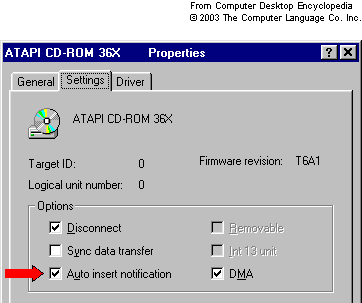 From Computer Desktop Encyclopedia
© 2003 The Computer Language Co. Inc.
ATAPI CD-ROM 36X Properties ? X
General Settings Driver
ATAPI CD-ROM 36X
Target ID: 0 Firmware revision: T6A1
Logical unit number: 0
Options
Disconnect Removable
Sync data transfer Int 13 unit
Auto insert notification DMA